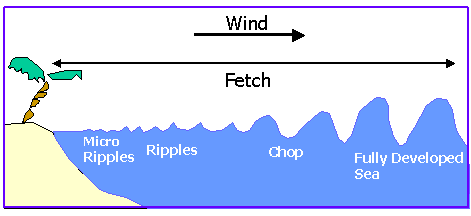 Wind
Fetch
Micro
Ripples
Ripples
Chop
Fully Developed
Sea